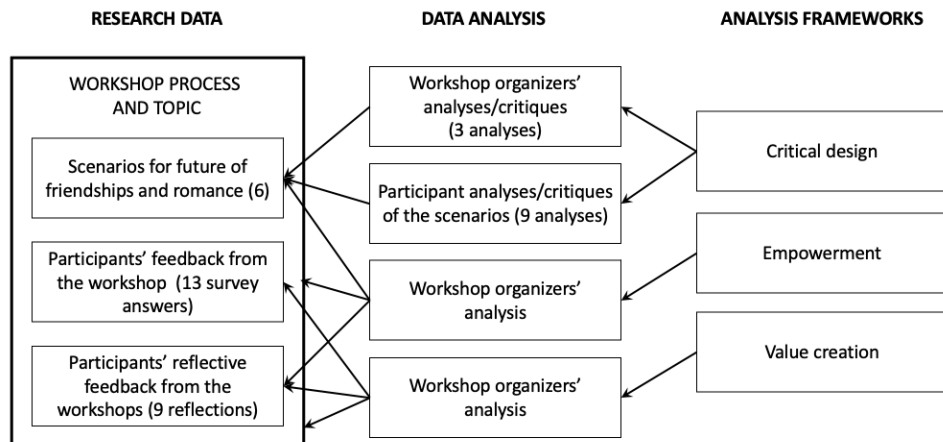 RESEARCH DATA
DATA ANALYSIS
ANALYSIS FRAMEWORKS
WORKSHOP PROCESS
AND TOPIC
Scenarios for future of
friendships and romance (6)
Participants’ feedback from
the workshop  (13 survey
answers)
Participants’ reflective
feedback from the
workshops (9 reflections)
Workshop organizers’
analyses/critiques
(3 analyses)
Participant analyses/critiques
of the scenarios (9 analyses)
Workshop organizers’
analysis
Workshop organizers’
analysis
Critical design
Empowerment
Value creation